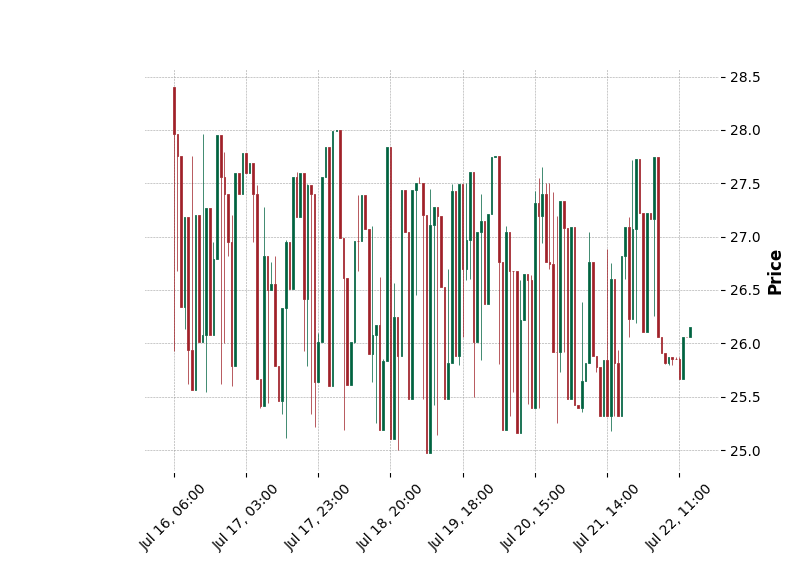 28.5
28.0
27.5
27.0
26.5
26.0
25.5
25.0
Price
Jul 16, 06:00
Jul 17, 03:00
Jul 17, 23:00
Jul 18, 20:00
Jul 19, 18:00
Jul 20, 15:00
Jul 21, 14:00
Jul 22, 11:00